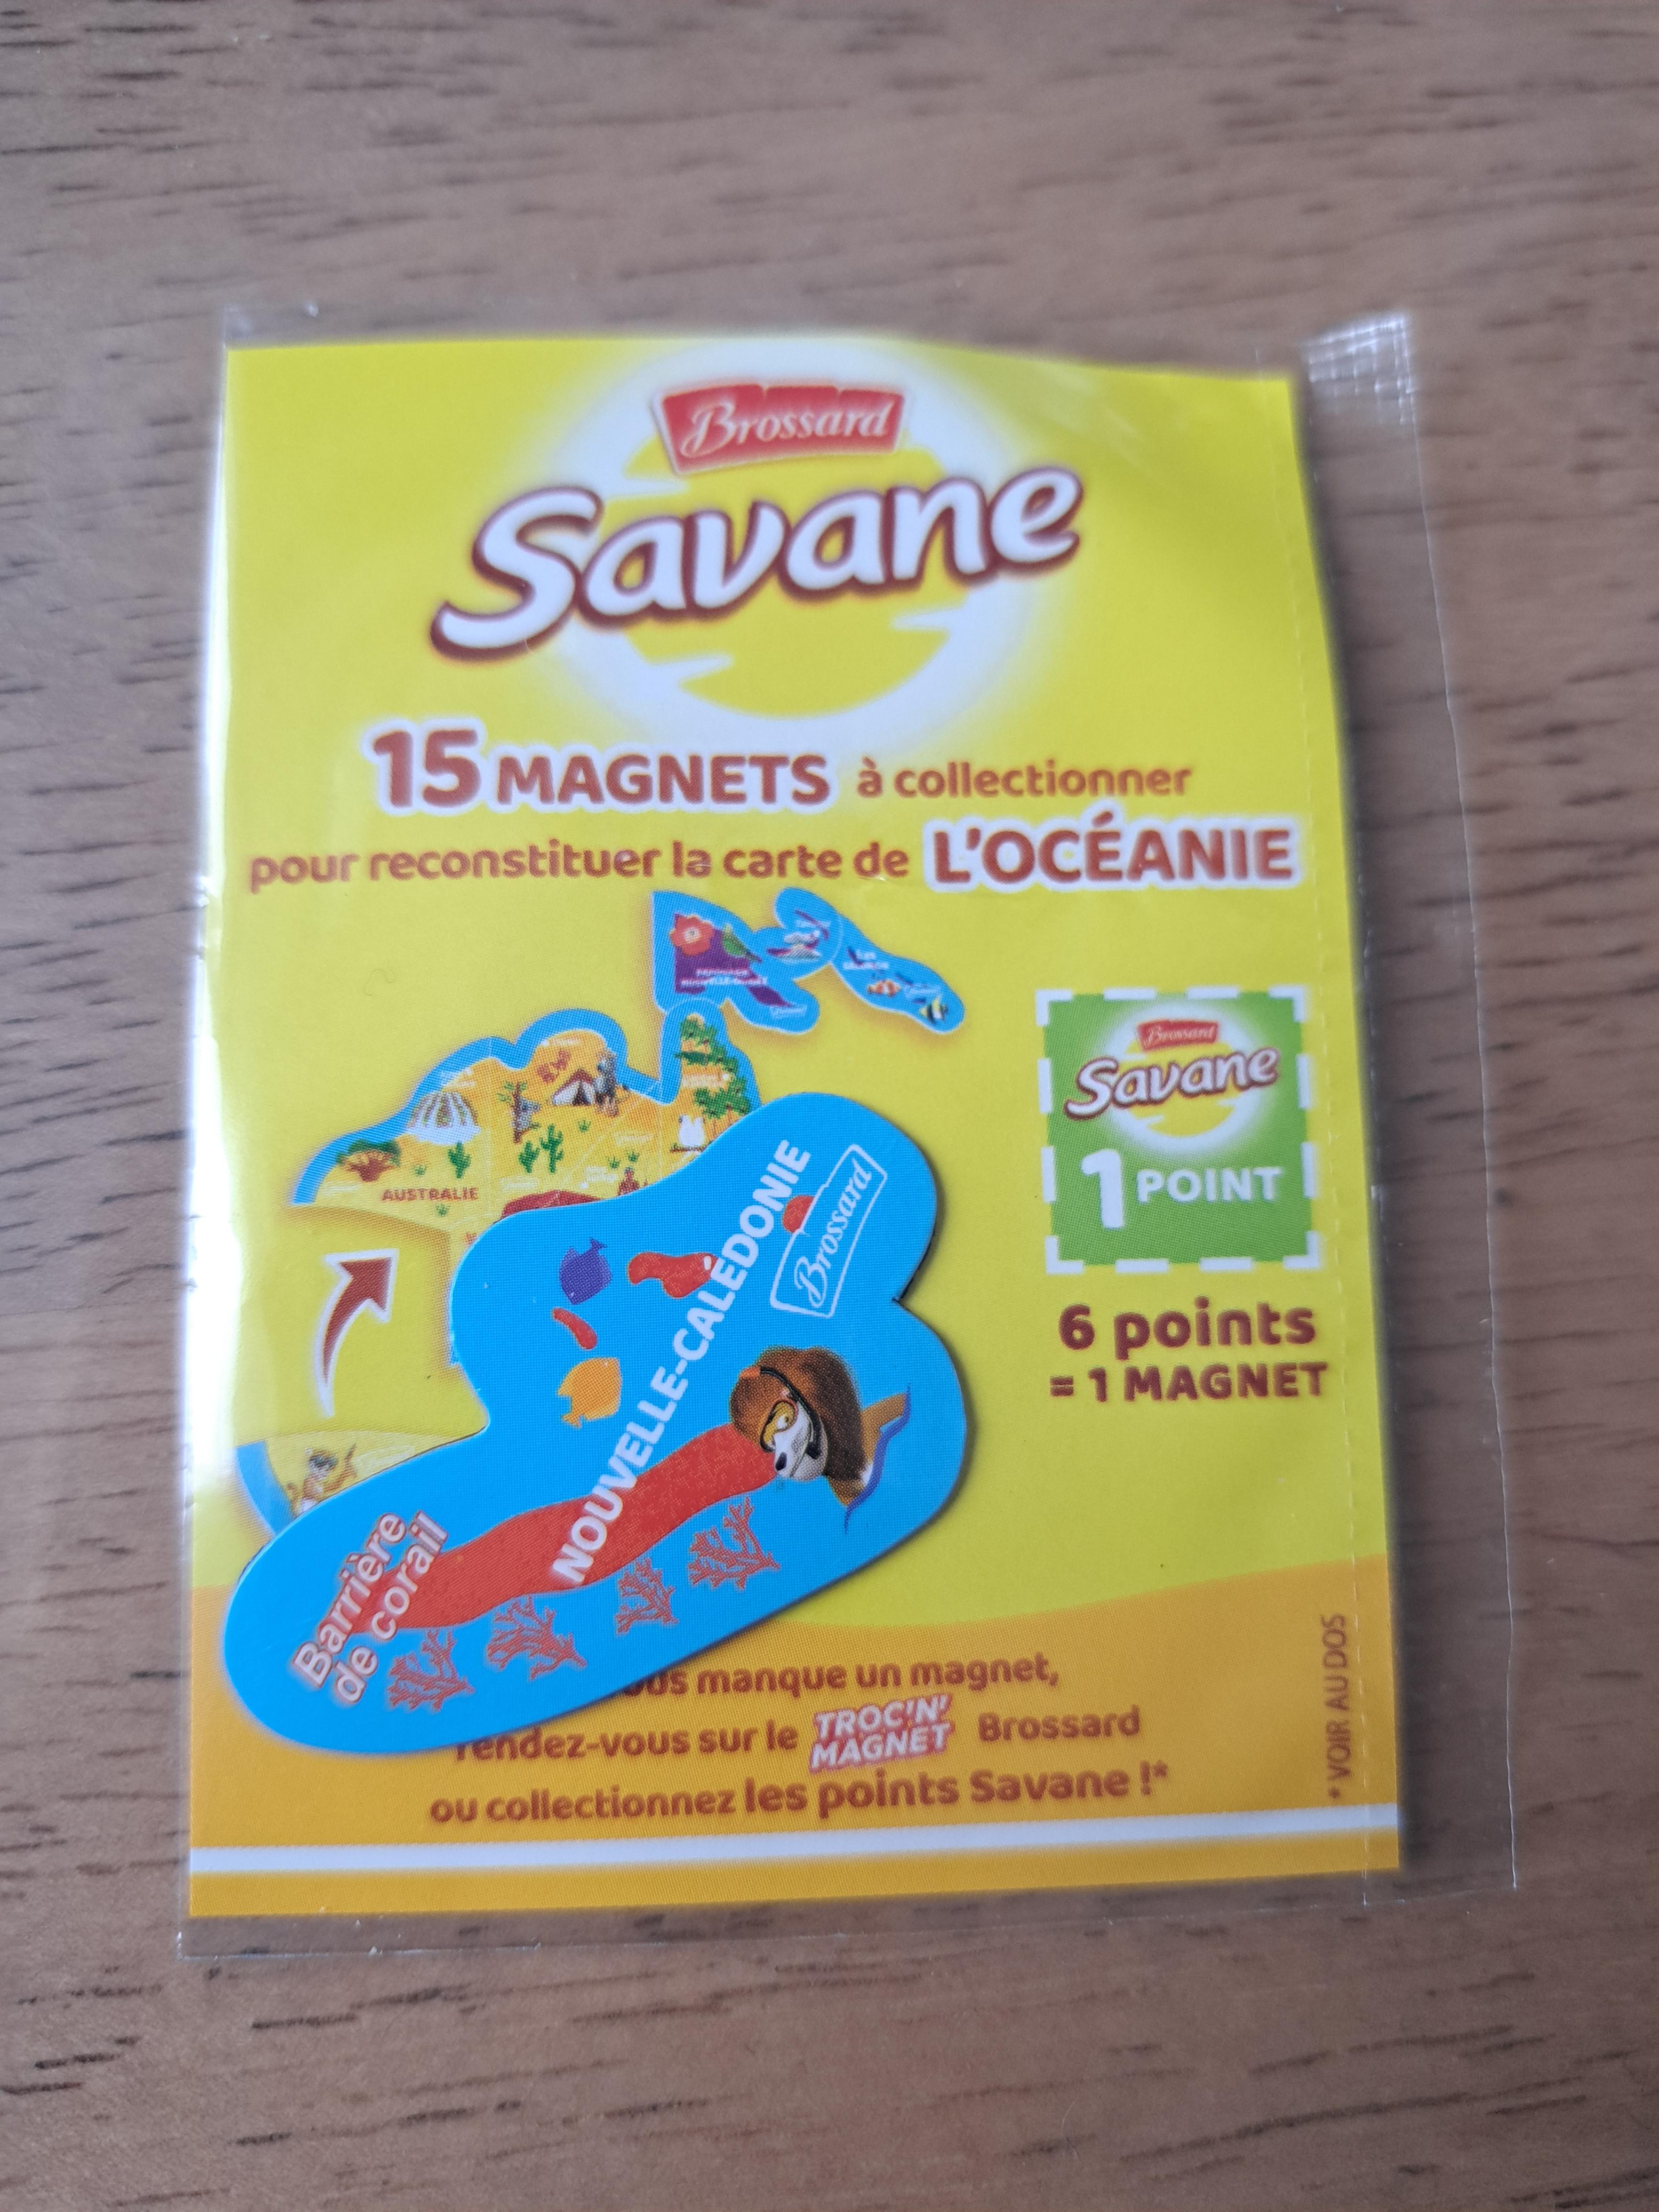 Brossard
Savane
15 MAGNETS à collectionner
pour reconstituer la carte de L'OCÉANIE
AUSTRALIE
Brossard
Savane
1 POINT
6 points
= 1 MAGNET
NOUVELLE-CALÉDONIE
Brossard
Barrière
de corail
manque un magnet,
rendez-vous sur le TROC'N' MAGNET Brossard
ou collectionnez les points Savane !*
* VOIR AU DOS